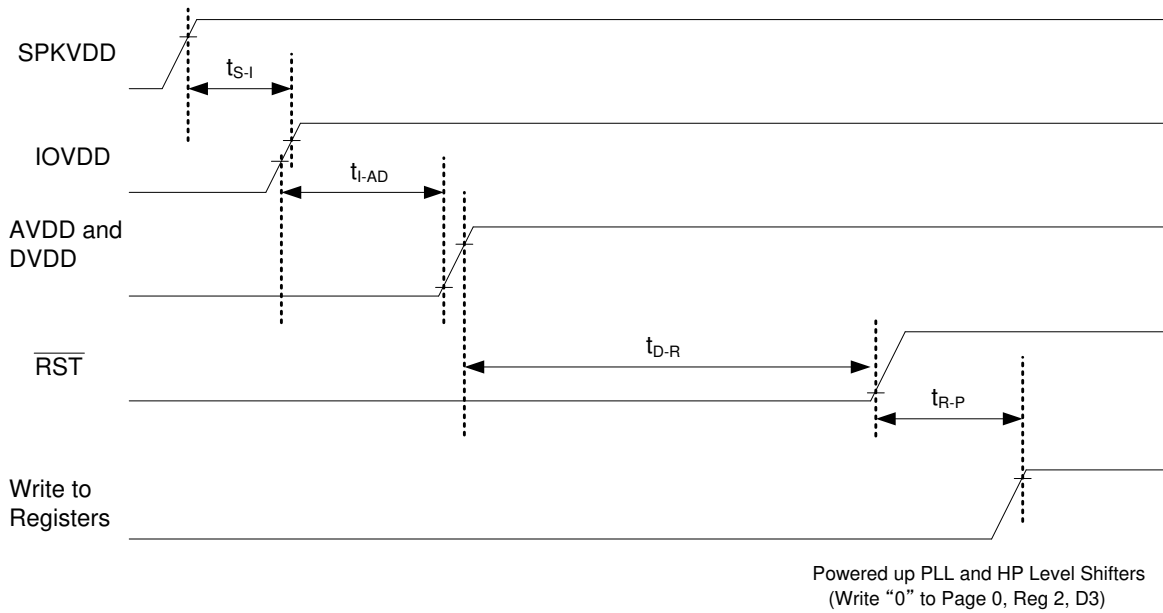 SPKVDD
tS-I
IOVDD
tI-AD
AVDD and
DVDD
tD-R
RST
tR-P
Write to
Registers
Powered up PLL and HP Level Shifters
(Write “0” to Page 0, Reg 2, D3)